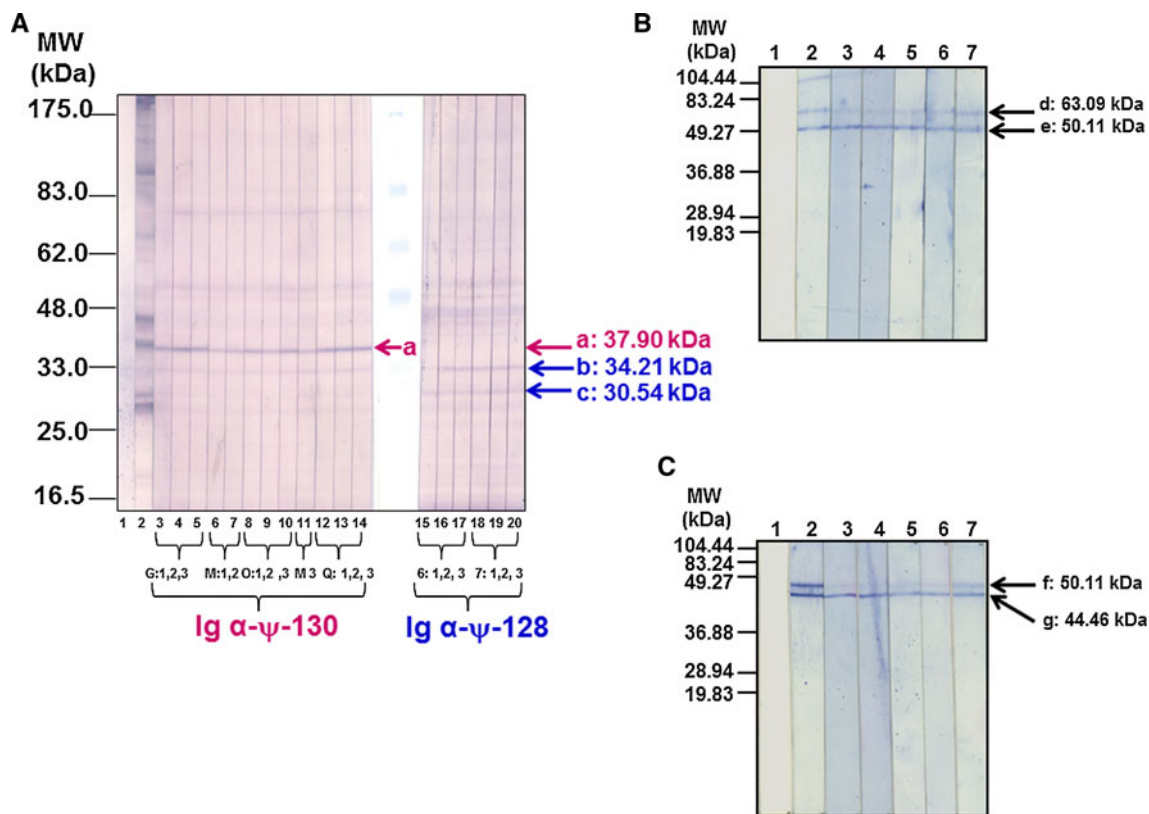 A
MW
(kDa)
175.0
83.0
62.0
48.0
33.0
25.0
16.5
a
a: 37.90 kDa
b: 34.21 kDa
c: 30.54 kDa
1 2 3 4 5 6 7 8 9 10 11 12 13 14 15 16 17 18 19 20
G:1,2,3 M:1,2 O:1,2 ,3 M 3 Q: 1, 2, 3 6: 1, 2, 3 7: 1, 2, 3
Ig α-ψ-130 Ig α-ψ-128
B
MW
(kDa)
1 2 3 4 5 6 7
104.44
83.24
49.27
36.88
28.94
19.83
d: 63.09 kDa
e: 50.11 kDa
C
MW
(kDa)
1 2 3 4 5 6 7
104.44
83.24
49.27
36.88
28.94
19.83
f: 50.11 kDa
g: 44.46 kDa